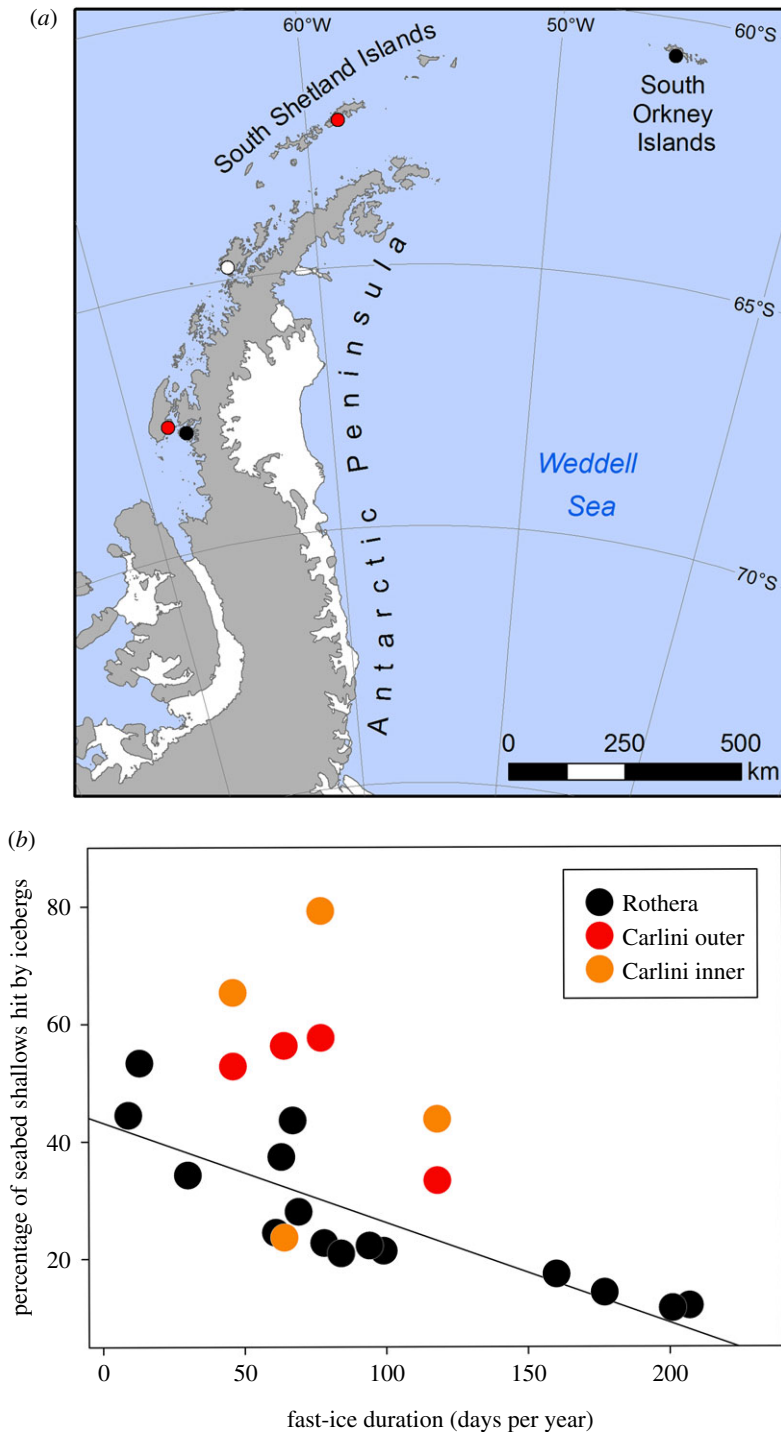 (a)
60°W
50°W
60°S
South Shetland Islands
South
Orkney
Islands
65°S
Antarctic Peninsula
Weddell
Sea
70°S
0 250 500
km
(b)
percentage of seabed shallows hit by icebergs
80
60
40
20
Rothera
Carlini outer
Carlini inner
0 50 100 150 200
fast-ice duration (days per year)